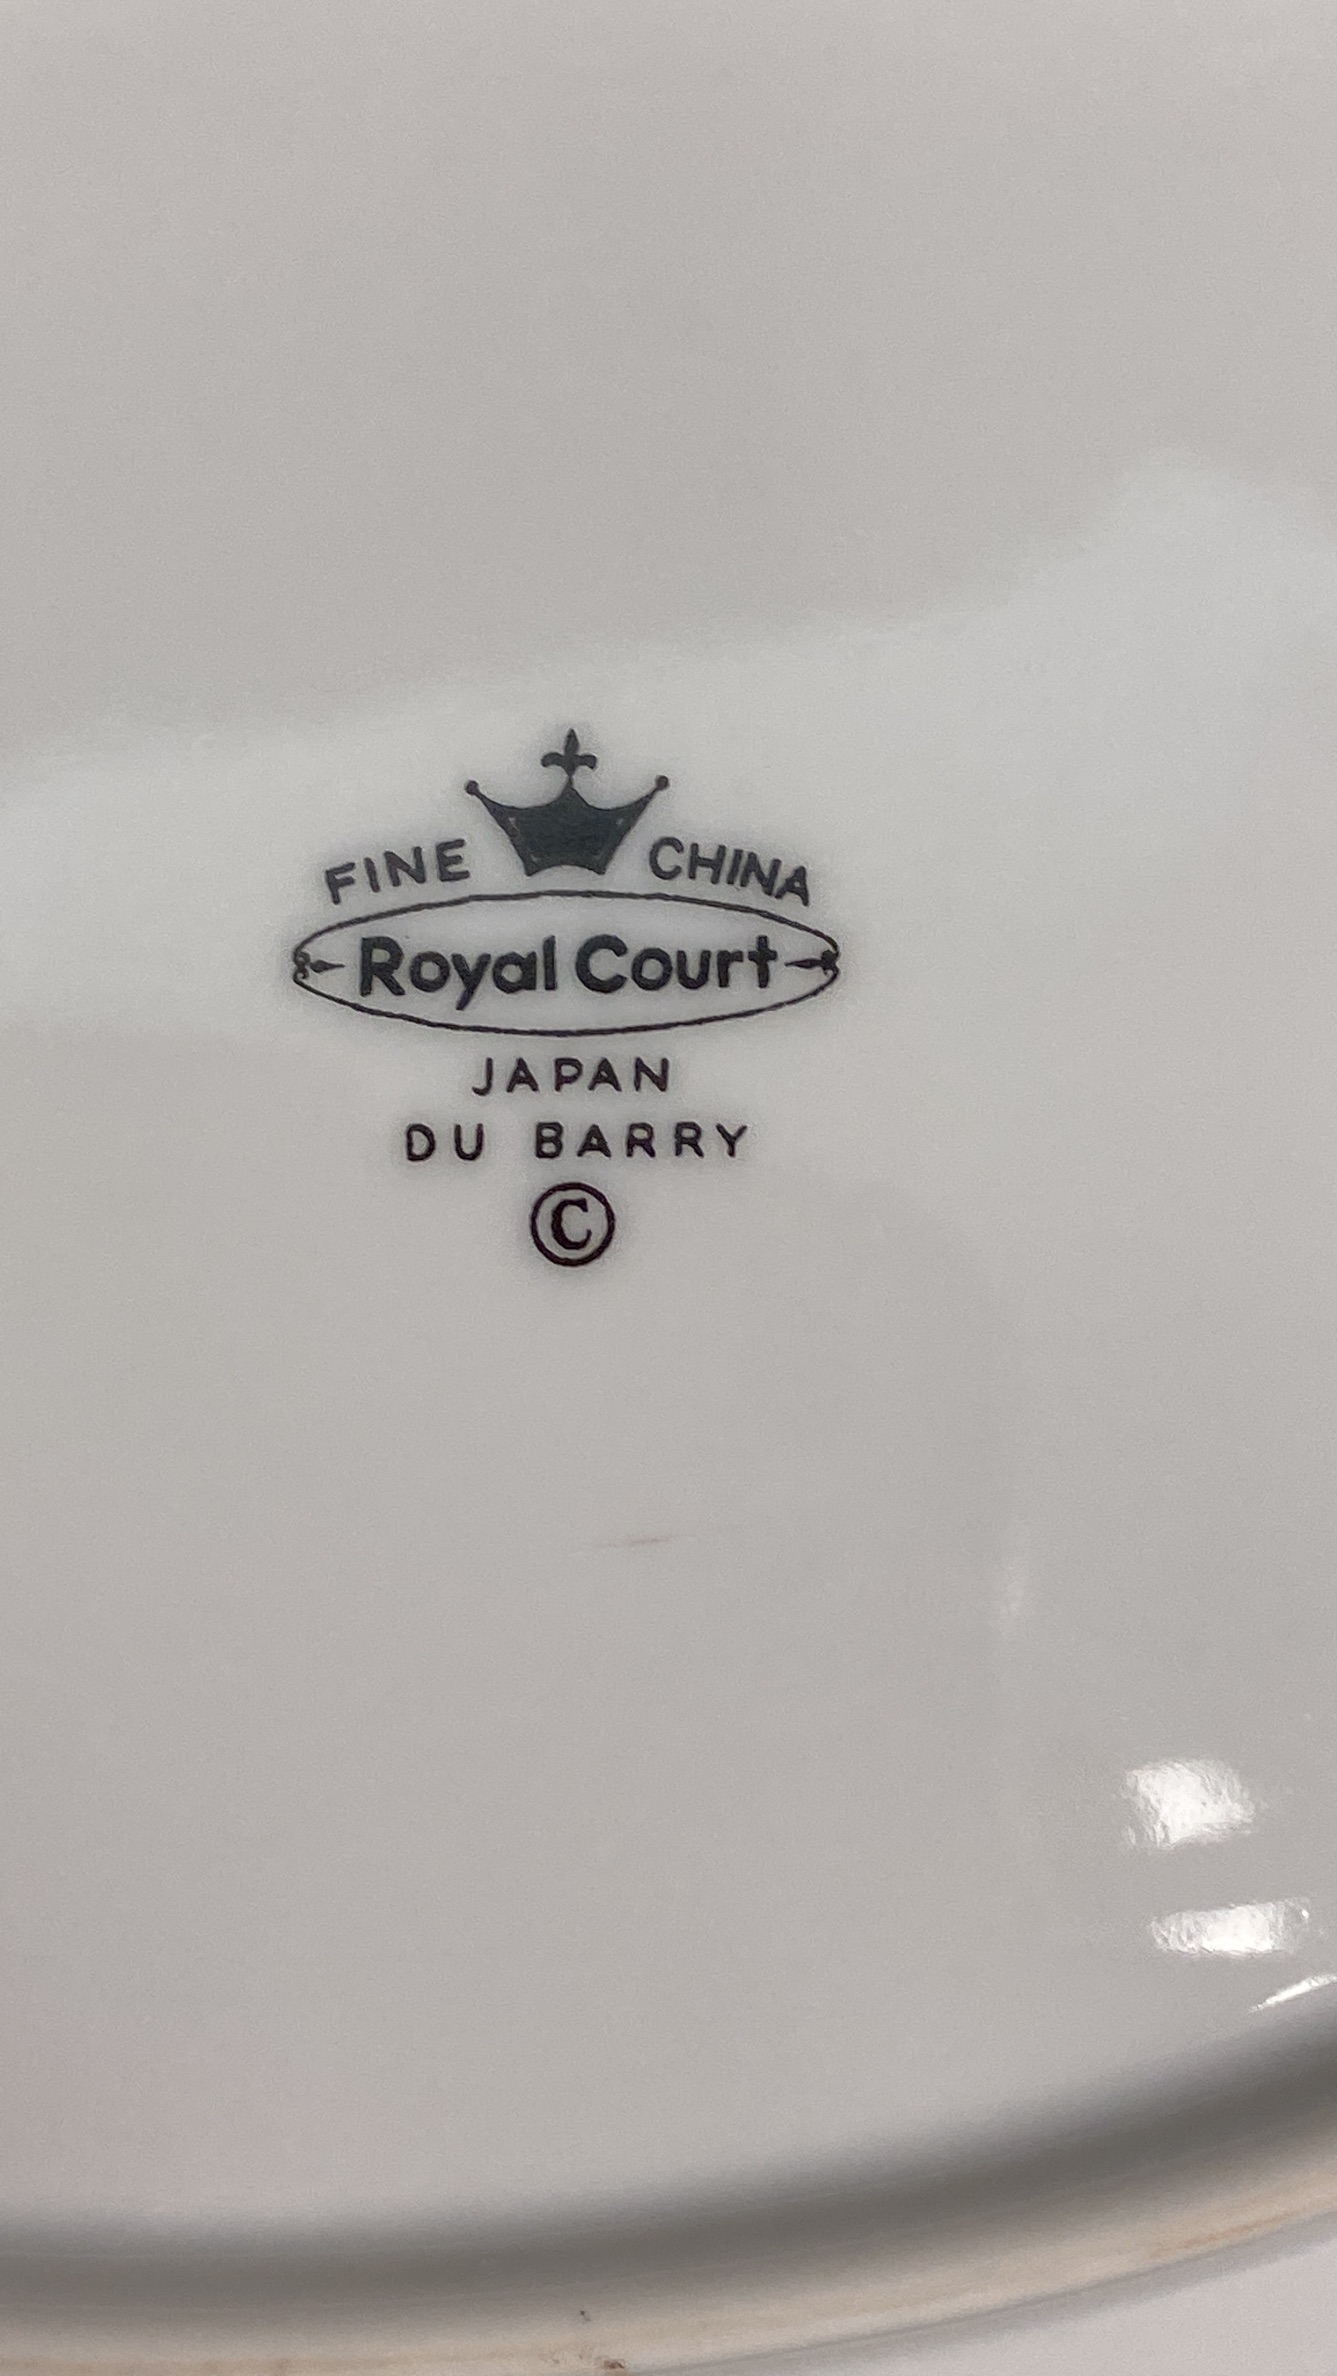 FINE CHINA
Royal Court
JAPAN
DU BARRY
©